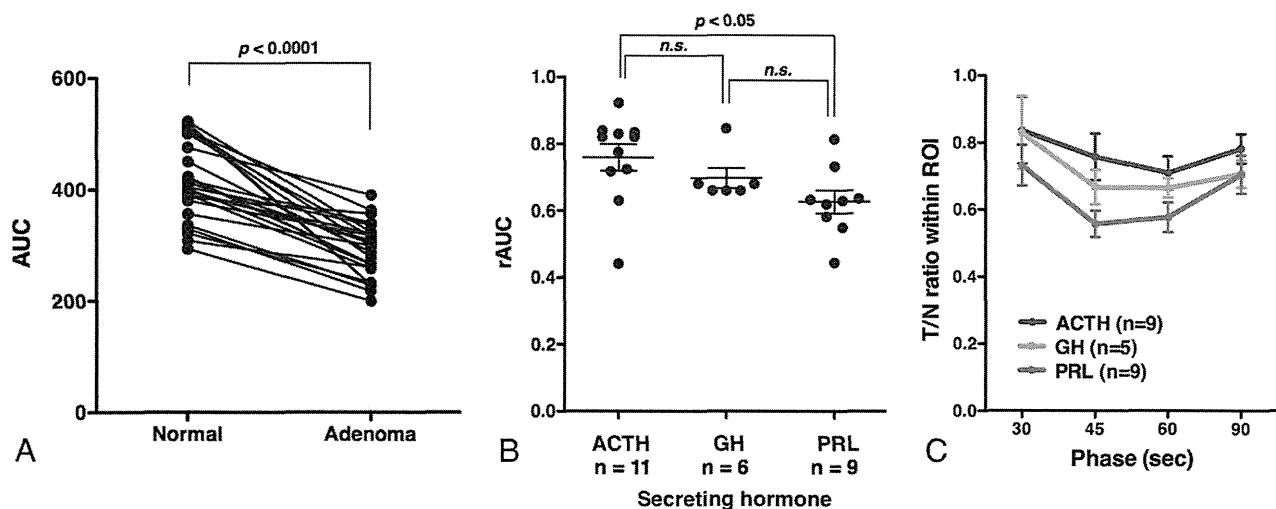 p < 0.0001
600
400
200
0
AUC
Normal Adenoma
A
p < 0.05
n.s.
n.s.
1.0
0.8
0.6
0.4
0.2
0.0
rAUC
ACTH GH PRL
n = 11 n = 6 n = 9
Secreting hormone
B
1.0
0.8
0.6
0.4
0.2
0.0
T/N ratio within ROI
ACTH (n=9)
GH (n=5)
PRL (n=9)
30 45 60 90
Phase (sec)
C